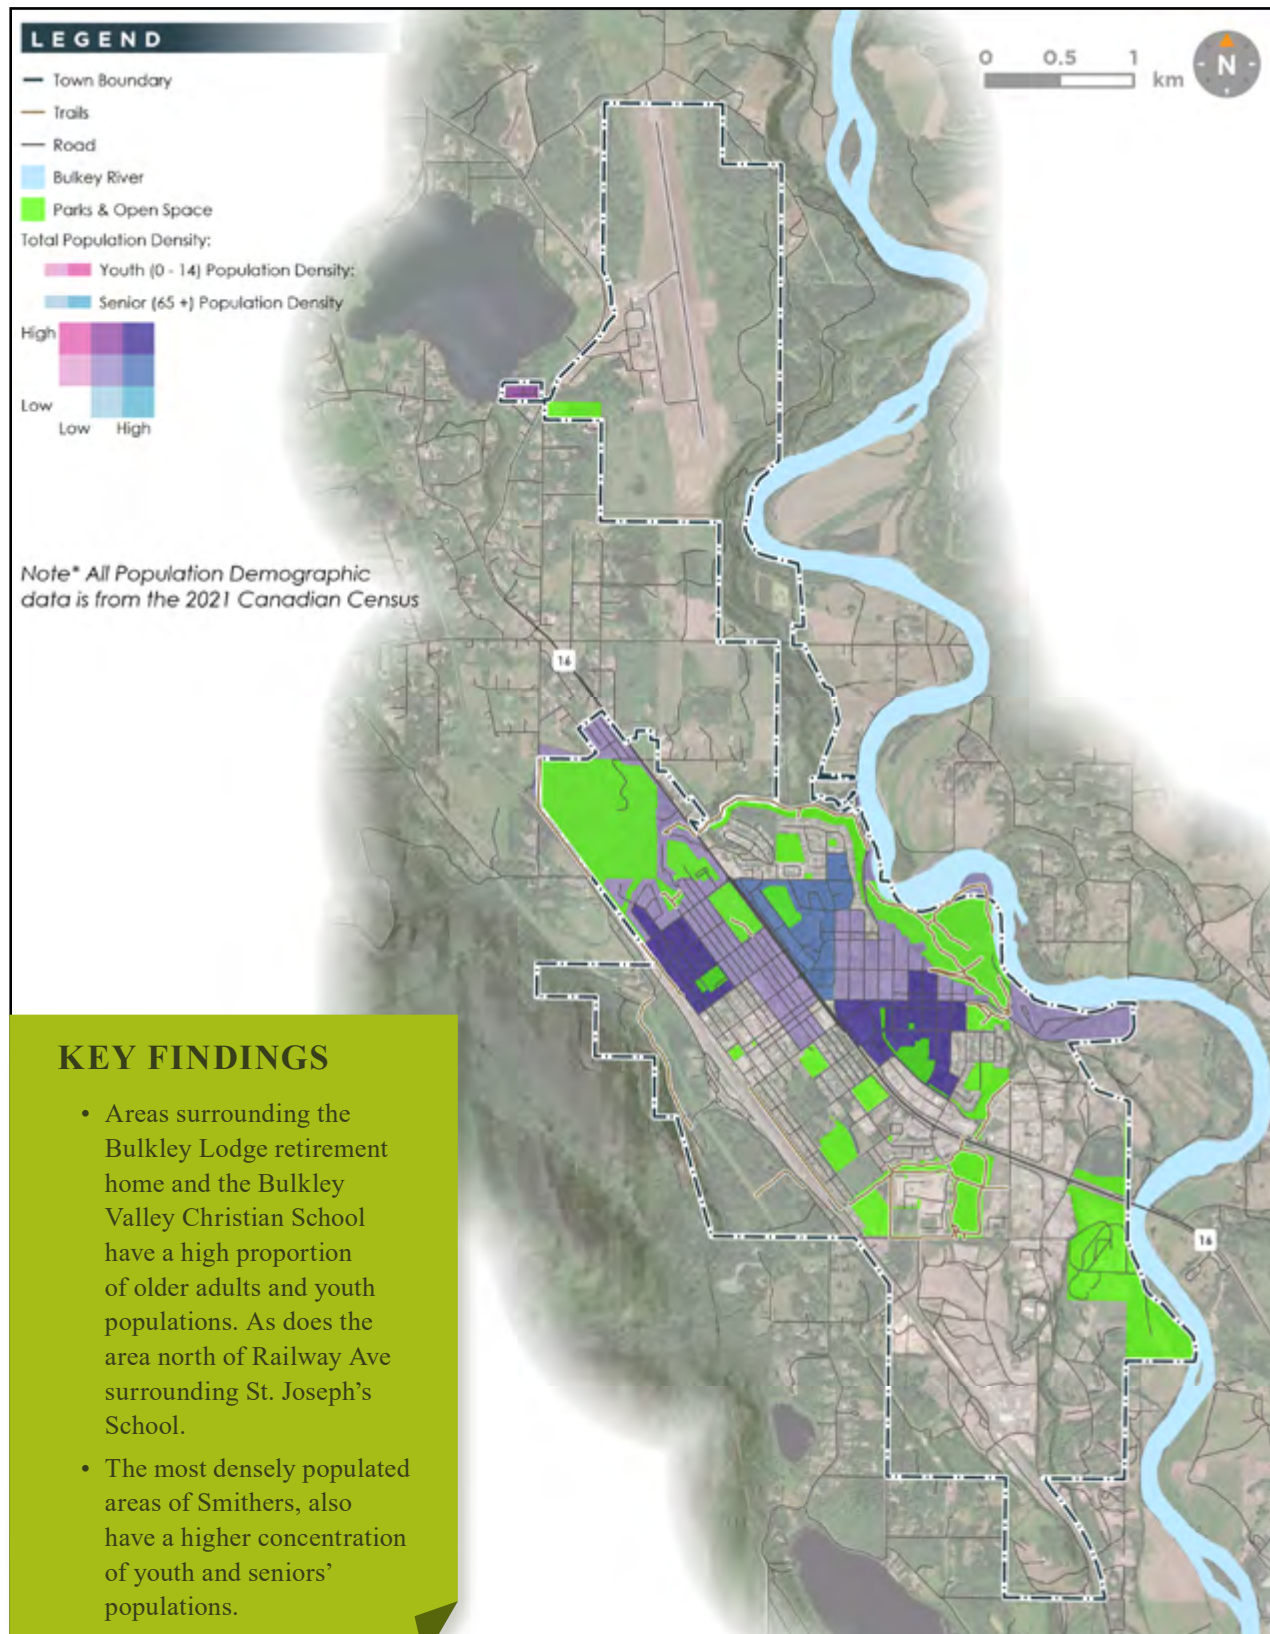 LEGEND
Town Boundary
Trails
Road
Bulkey River
Parks & Open Space
Total Population Density:
Youth (0 - 14) Population Density:
Senior (65 +) Population Density
High
Low
Low High
Note* All Population Demographic
data is from the 2021 Canadian Census
0 0.5 1
km
N
16
16
KEY FINDINGS
• Areas surrounding the
Bulkley Lodge retirement
home and the Bulkley
Valley Christian School
have a high proportion
of older adults and youth
populations. As does the
area north of Railway Ave
surrounding St. Joseph’s
School.
• The most densely populated
areas of Smithers, also
have a higher concentration
of youth and seniors’
populations.